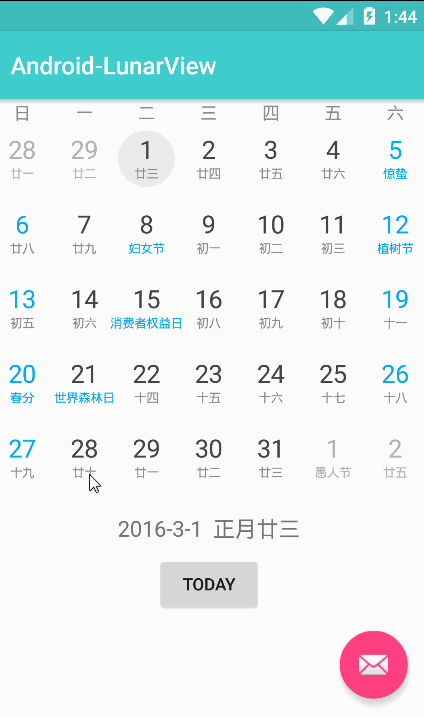 1:44
Android-LunarView
日 一 二 三 四 五 六
28 29 1 2 3 4 5
廿一 廿二 廿三 廿四 廿五 廿六 惊蛰
6 7 8 9 10 11 12
廿八 廿九 妇女节 初一 初二 初三 植树节
13 14 15 16 17 18 19
初五 初六 消费者权益日 初八 初九 初十 十一
20 21 22 23 24 25 26
春分 世界森林日 十四 十五 十六 十七 十八
27 28 29 30 31 1 2
十九 廿十 廿一 廿二 廿三 愚人节 廿五
2016-3-1 正月廿三
TODAY